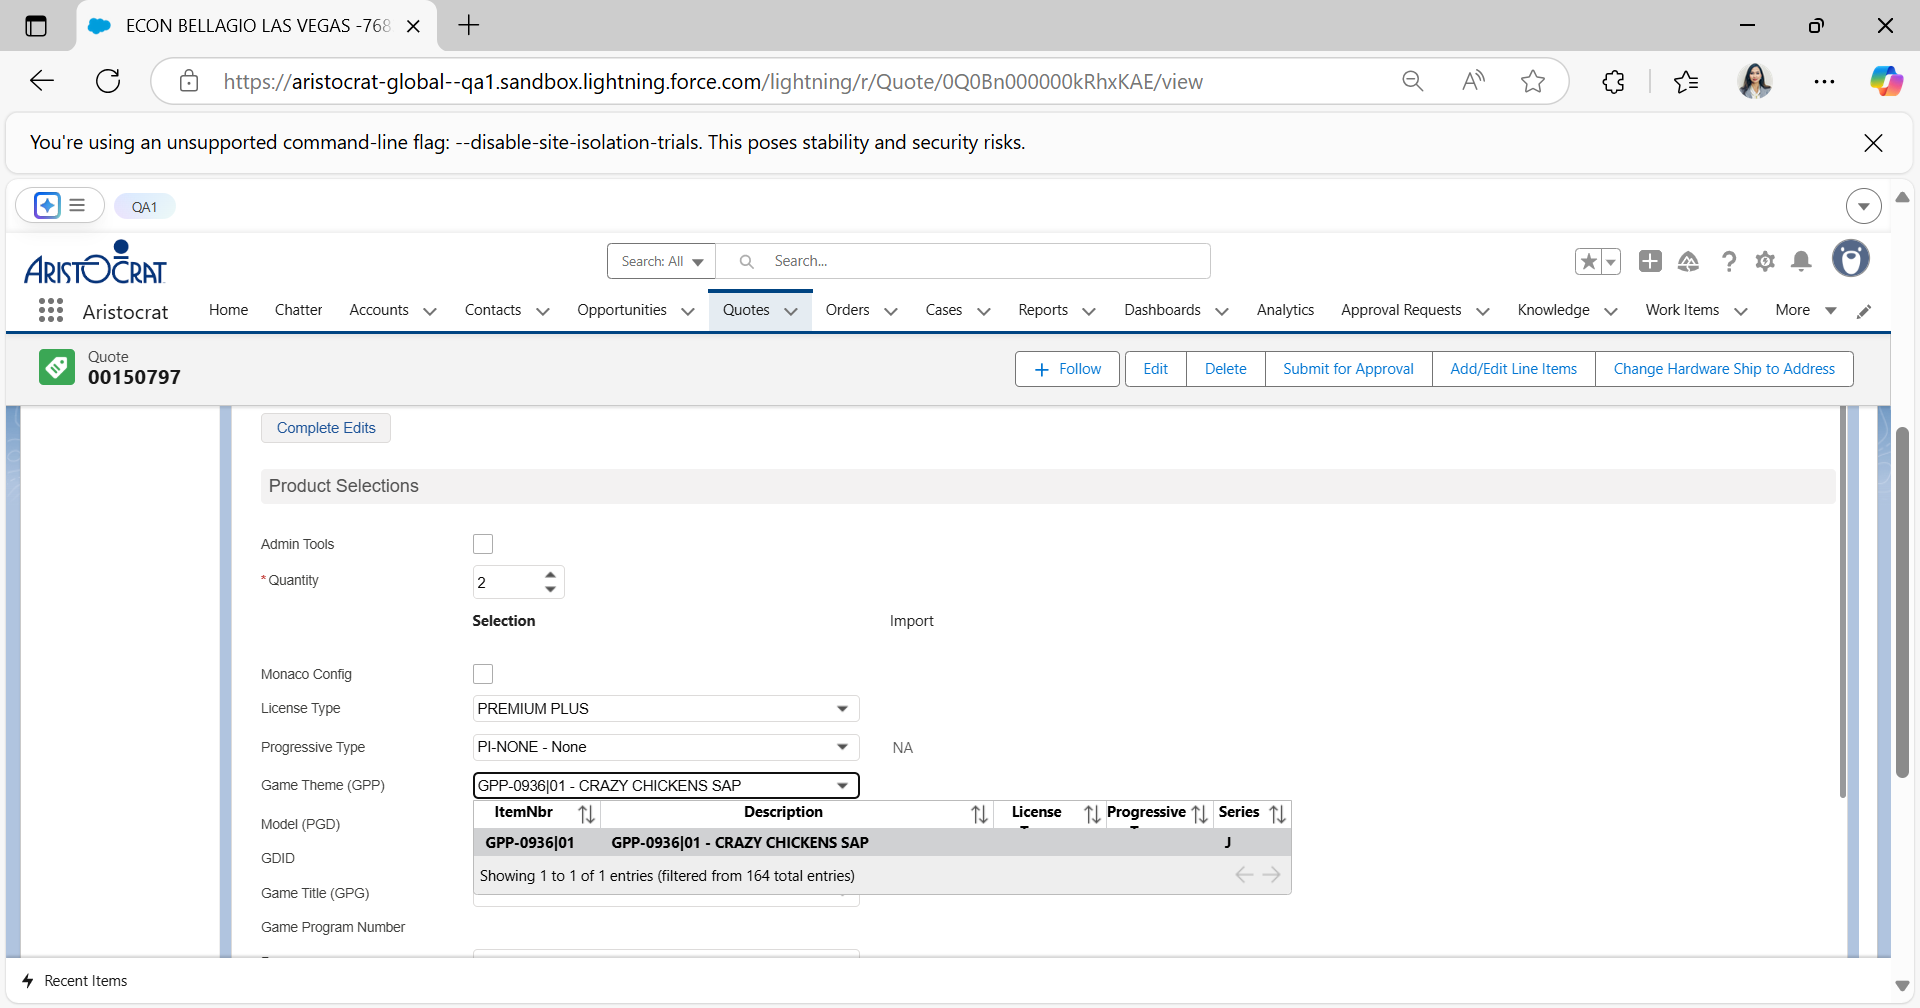 ECON BELLAGIO LAS VEGAS -768
https://aristocrat-global--qa1.sandbox.lightning.force.com/lightning/r/Quote/0Q0Bn000000kRhxKAE/view
You're using an unsupported command-line flag: --disable-site-isolation-trials. This poses stability and security risks.
QA1
ARISTOCRAT
Search: All
Search...
Aristocrat
Home Chatter Accounts Contacts Opportunities Quotes Orders Cases Reports Dashboards Analytics Approval Requests Knowledge Work Items More
Quote
00150797
Follow Edit Delete Submit for Approval Add/Edit Line Items Change Hardware Ship to Address
Complete Edits
Product Selections
Admin Tools
*Quantity 2
Selection Import
Monaco Config
License Type PREMIUM PLUS
Progressive Type PI-NONE - None NA
Game Theme (GPP) GPP-0936|01 - CRAZY CHICKENS SAP
ItemNbr Description License Progressive Series
Model (PGD)
GPP-0936|01 GPP-0936|01 - CRAZY CHICKENS SAP J
GDID
Showing 1 to 1 of 1 entries (filtered from 164 total entries)
Game Title (GPG)
Game Program Number
Recent Items